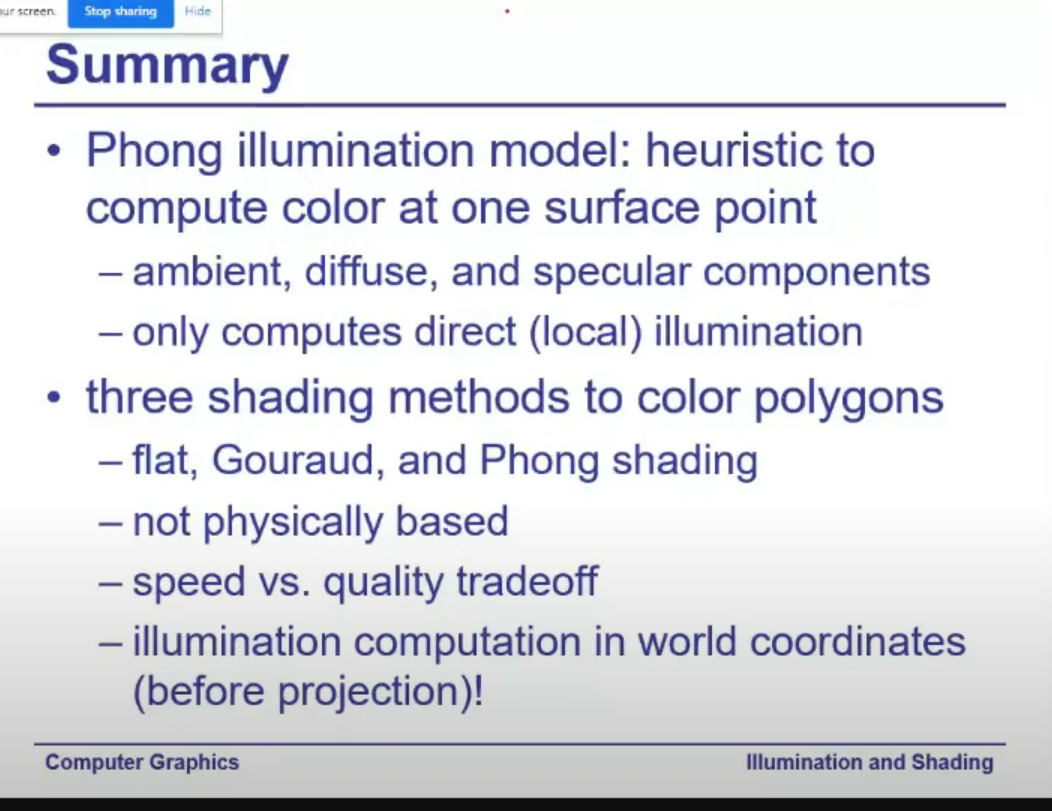 ur screen. Stop sharing Hide
Summary
• Phong illumination model: heuristic to
compute color at one surface point
– ambient, diffuse, and specular components
– only computes direct (local) illumination
• three shading methods to color polygons
– flat, Gouraud, and Phong shading
– not physically based
– speed vs. quality tradeoff
– illumination computation in world coordinates
(before projection)!
Computer Graphics Illumination and Shading